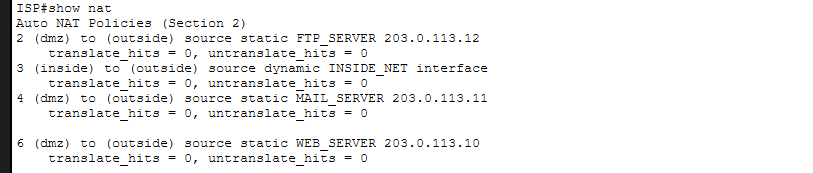 ISP#show nat
Auto NAT Policies (Section 2)
2 (dmz) to (outside) source static FTP_SERVER 203.0.113.12
translate_hits = 0, untranslate_hits = 0
3 (inside) to (outside) source dynamic INSIDE_NET interface
translate_hits = 0, untranslate_hits = 0
4 (dmz) to (outside) source static MAIL_SERVER 203.0.113.11
translate_hits = 0, untranslate_hits = 0
6 (dmz) to (outside) source static WEB_SERVER 203.0.113.10
translate_hits = 0, untranslate_hits = 0